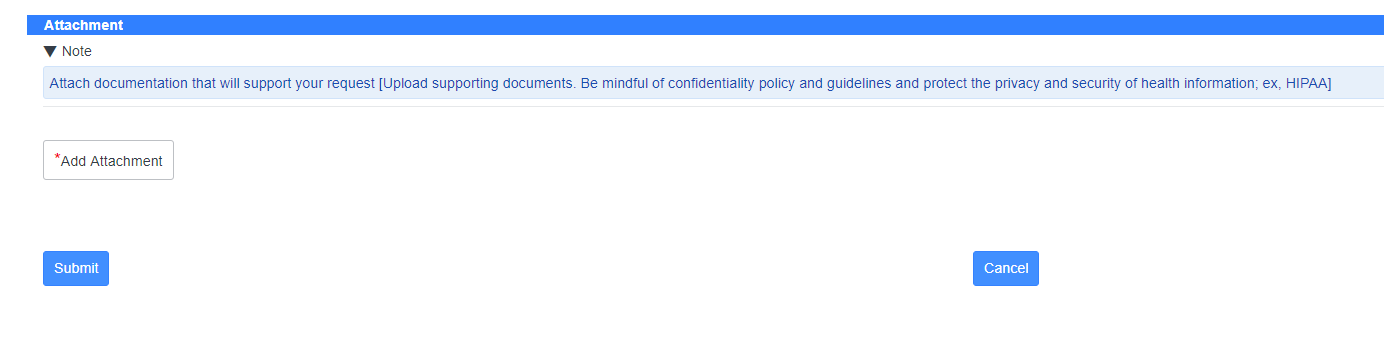 Attachment
▼ Note
Attach documentation that will support your request [Upload supporting documents. Be mindful of confidentiality policy and guidelines and protect the privacy and security of health information; ex, HIPAA]
*Add Attachment
Submit
Cancel